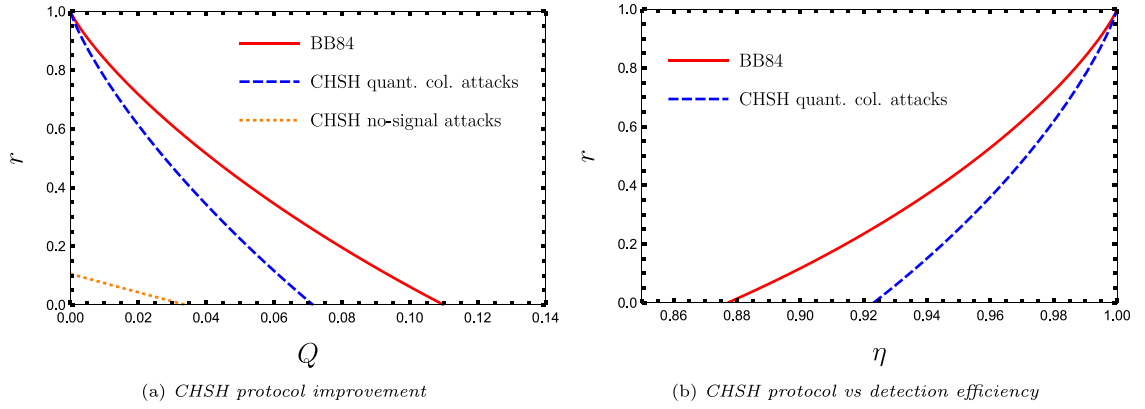 1.0
0.8
0.6
0.4
0.2
0.0
r
0.00 0.02 0.04 0.06 0.08 0.10 0.12 0.14
Q
BB84
CHSH quant. col. attacks
CHSH no-signal attacks
(a) CHSH protocol improvement
1.0
0.8
0.6
0.4
0.2
0.0
r
0.86 0.88 0.90 0.92 0.94 0.96 0.98 1.00
η
BB84
CHSH quant. col. attacks
(b) CHSH protocol vs detection efficiency